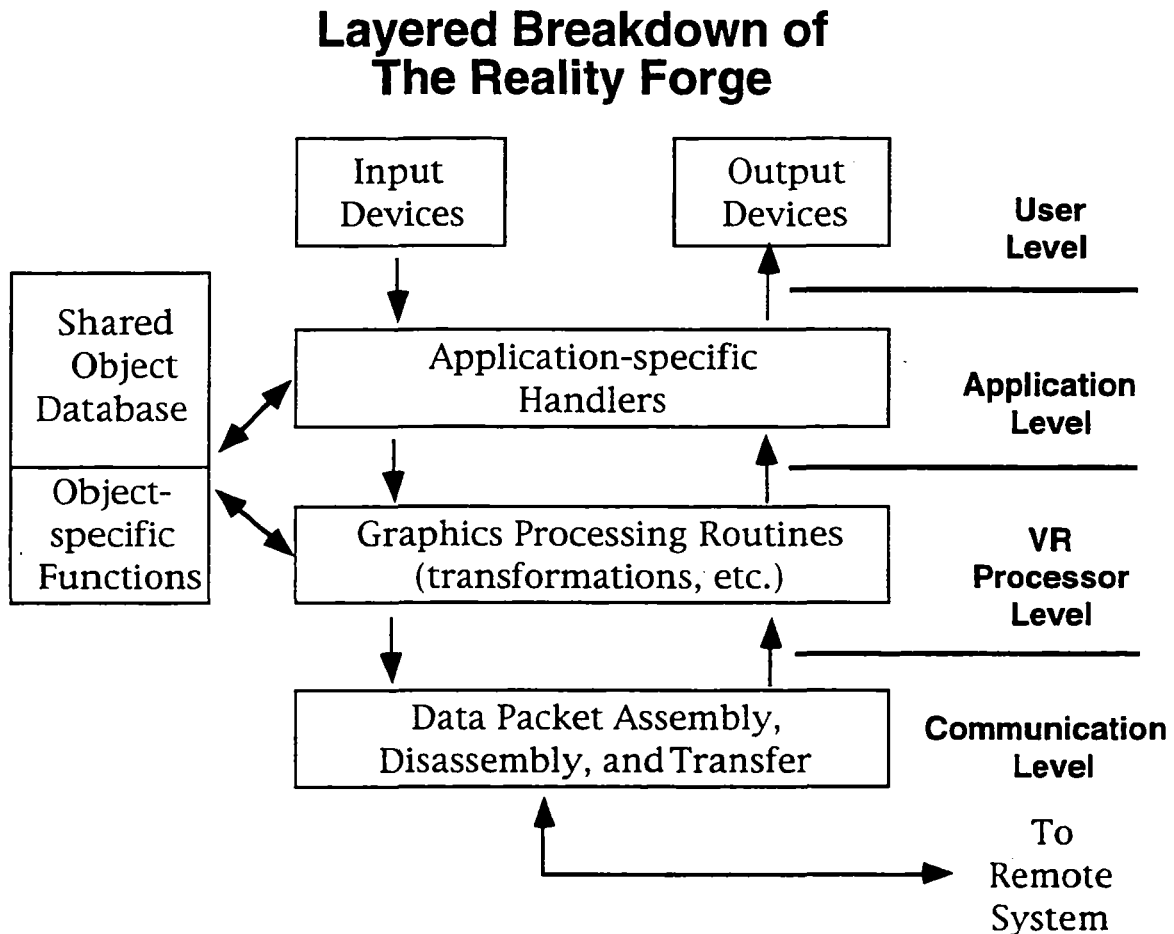 Layered Breakdown of
The Reality Forge
Input
Devices
Output
Devices
User
Level
Shared
Object
Database
Object-
specific
Functions
Application-specific
Handlers
Application
Level
Graphics Processing Routines
(transformations, etc.)
VR
Processor
Level
Data Packet Assembly,
Disassembly, and Transfer
Communication
Level
To
Remote
System